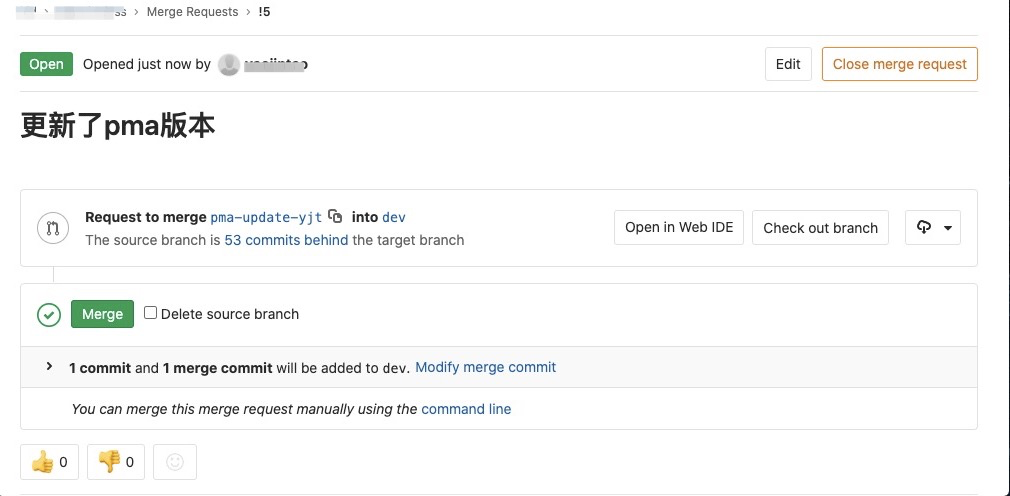 › › Merge Requests › !5
Open Opened just now by
Edit Close merge request
更新了pma版本
Request to merge pma-update-yjt into dev
The source branch is 53 commits behind the target branch
Open in Web IDE Check out branch
Merge Delete source branch
1 commit and 1 merge commit will be added to dev. Modify merge commit
You can merge this merge request manually using the command line
0 0